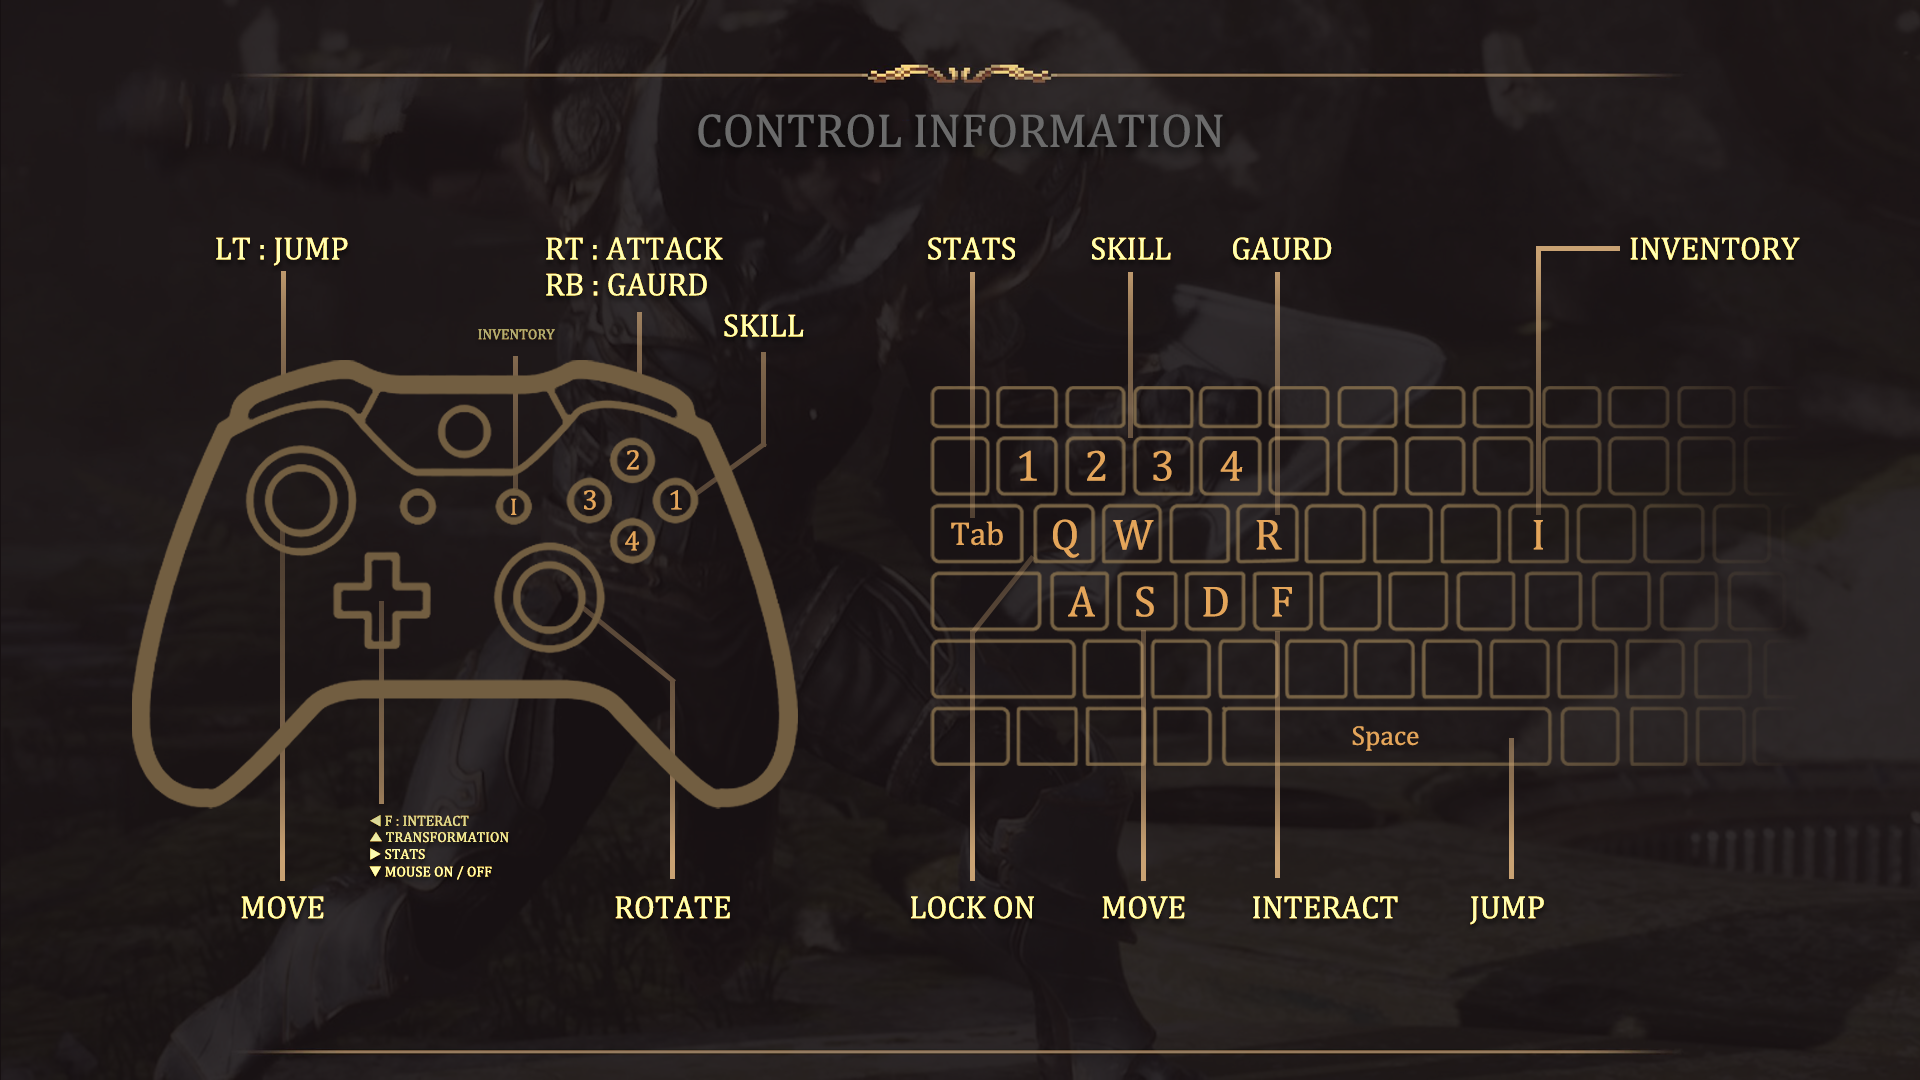 CONTROL INFORMATION
LT : JUMP
RT : ATTACK
RB : GAURD
INVENTORY
SKILL
2
3
1
I
4
◀ F : INTERACT
▲ TRANSFORMATION
▶ STATS
▼ MOUSE ON / OFF
MOVE
ROTATE
STATS
SKILL
GAURD
INVENTORY
1 2 3 4
Tab Q W R I
A S D F
Space
LOCK ON
MOVE
INTERACT
JUMP